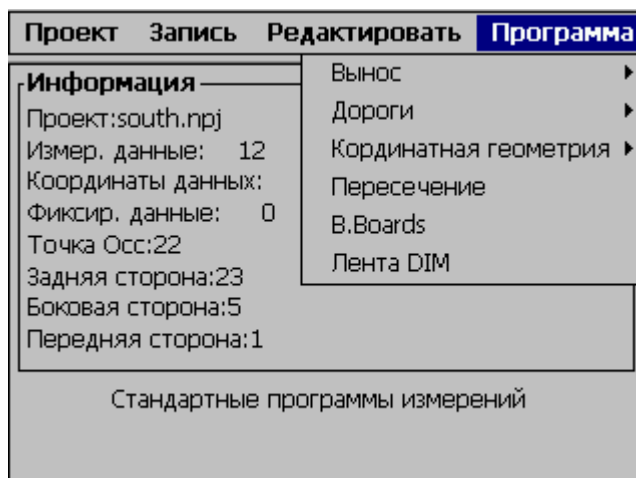 Проект Запись Редактировать Программа
Информация
Проект:south.npj
Измер. данные: 12
Координаты данных:
Фиксир. данные: 0
Точка Осс:22
Задняя сторона:23
Боковая сторона:5
Передняя сторона:1
Вынос
Дороги
Кординатная геометрия
Пересечение
B.Boards
Лента DIM
Стандартные программы измерений